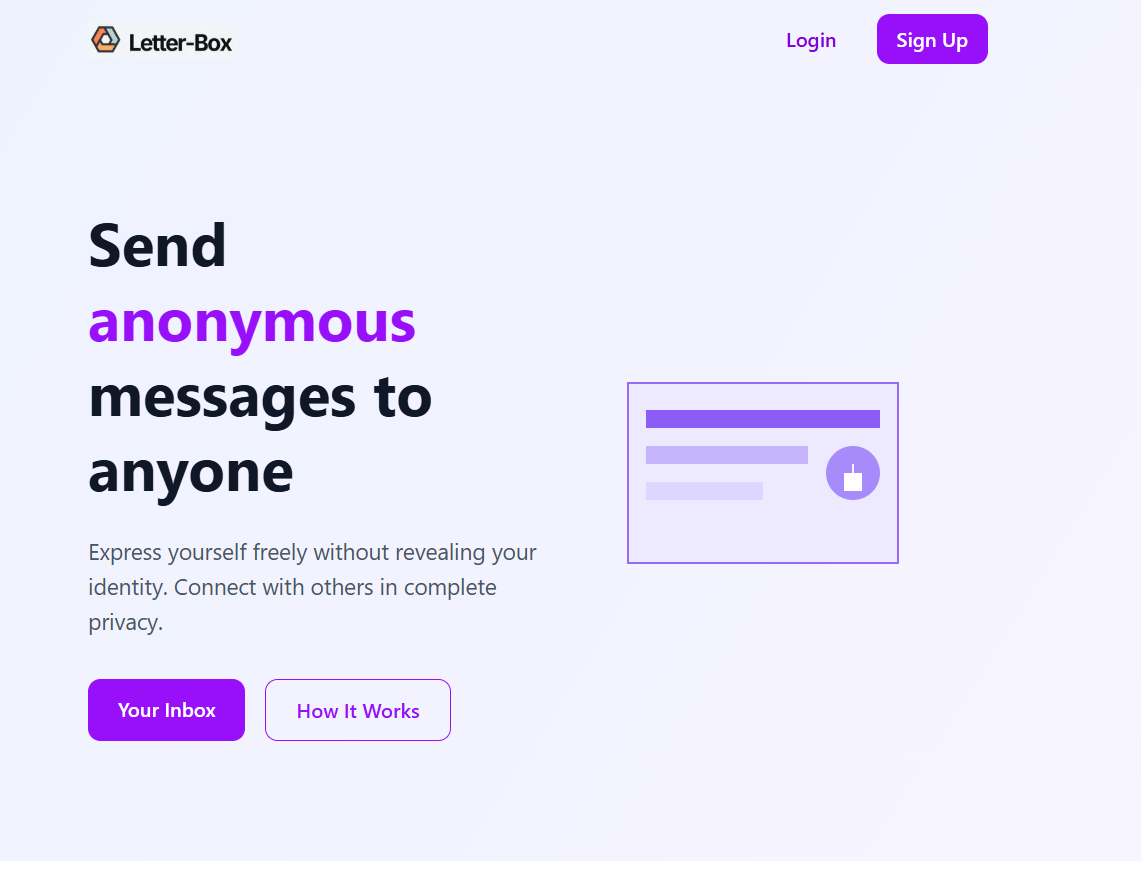 Letter-Box
Login
Sign Up
Send
anonymous
messages to
anyone
Express yourself freely without revealing your
identity. Connect with others in complete
privacy.
Your Inbox
How It Works